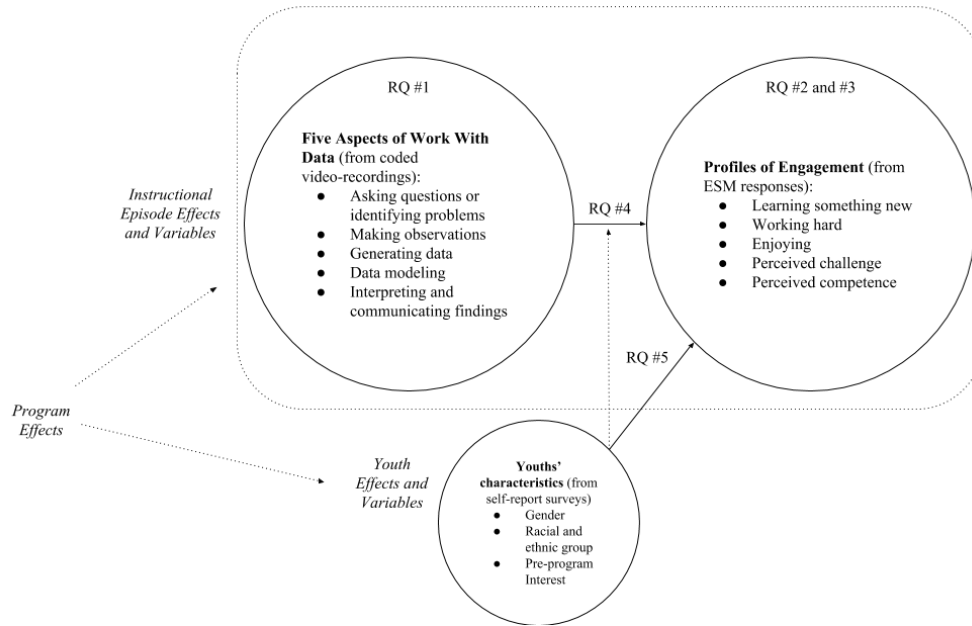 RQ #1
Five Aspects of Work With
Data (from coded
video-recordings):
● Asking questions or
identifying problems
● Making observations
● Generating data
● Data modeling
● Interpreting and
communicating findings
RQ #2 and #3
Profiles of Engagement (from
ESM responses):
● Learning something new
● Working hard
● Enjoying
● Perceived challenge
● Perceived competence
Instructional
Episode Effects
and Variables
RQ #4
RQ #5
Program
Effects
Youth
Effects and
Variables
Youths'
characteristics (from
self-report surveys)
● Gender
● Racial and
ethnic group
● Pre-program
Interest